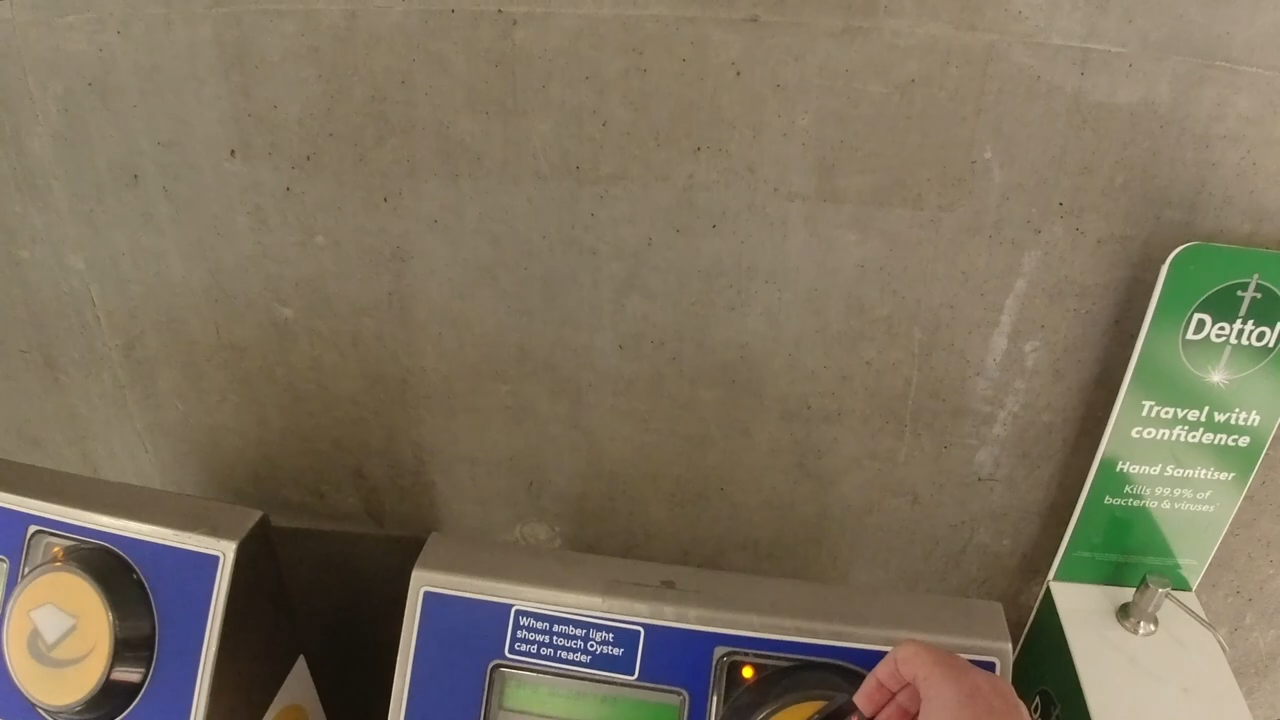 When amber light
shows touch Oyster
card on reader
Dettol
Travel with
confidence
Hand Sanitiser
Kills 99.9% of
bacteria & viruses